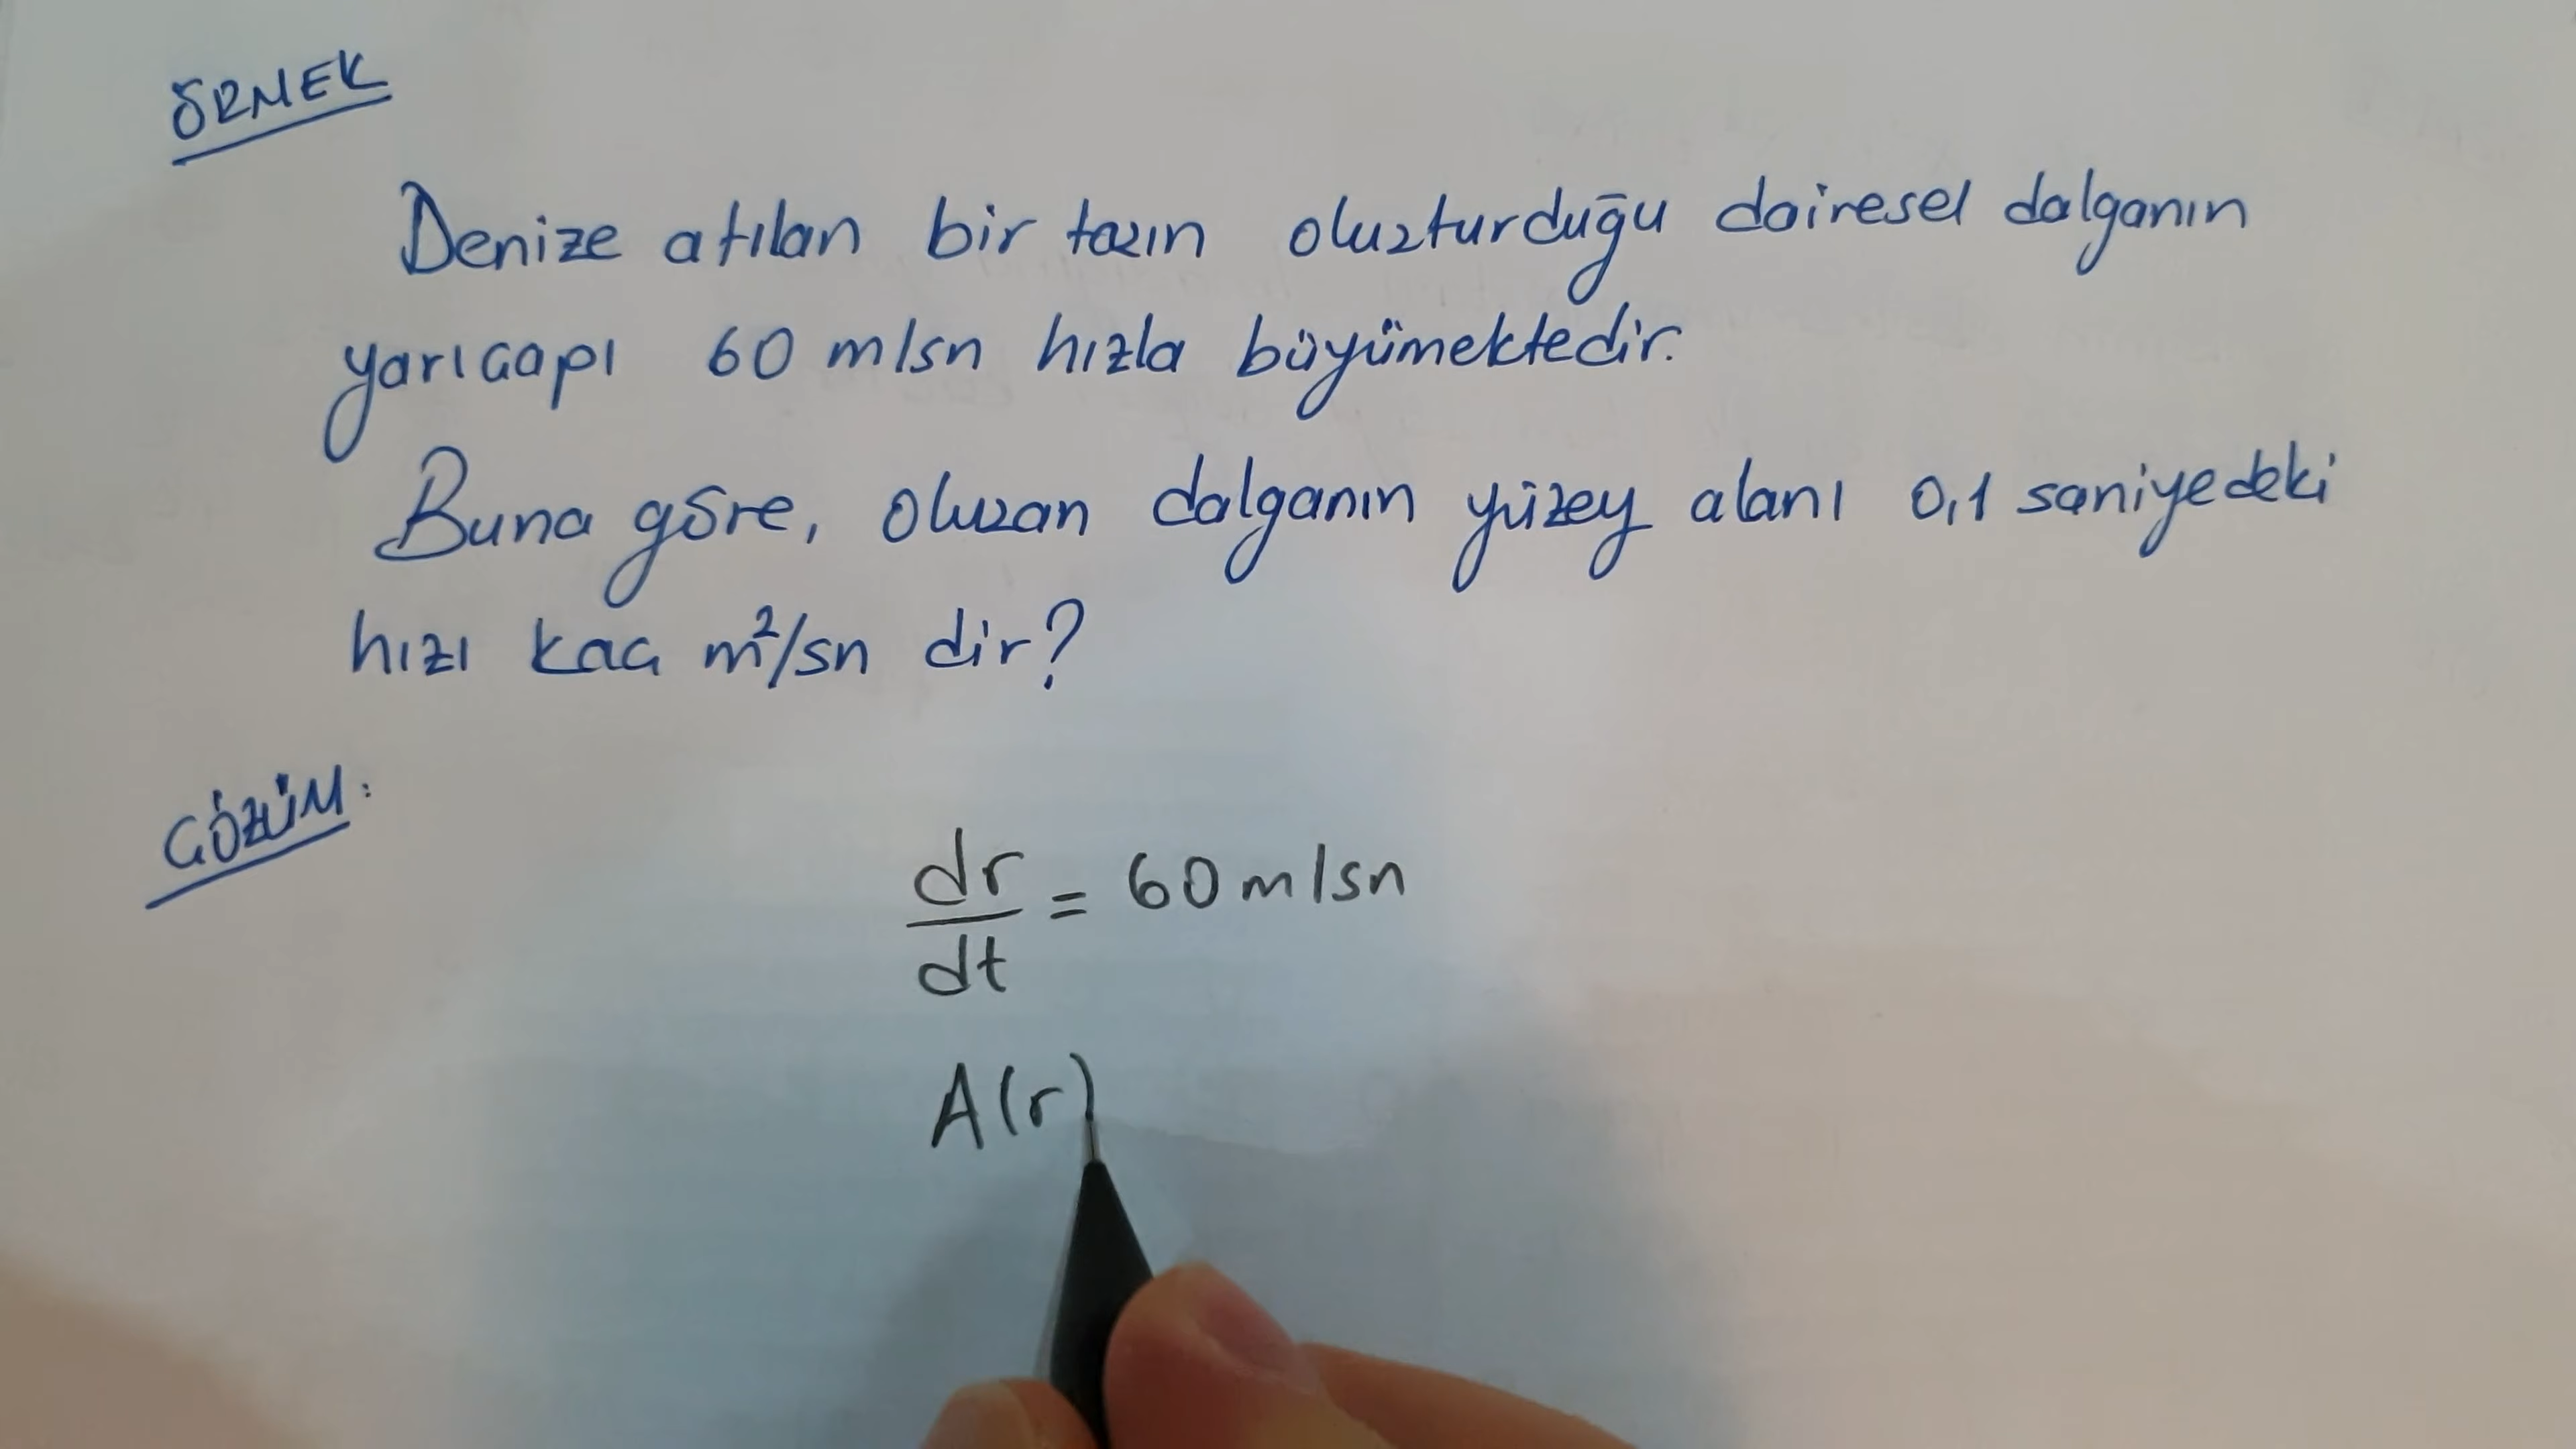 ÖRNEK
Denize atılan bir taşın oluşturduğu dairesel dalganın
yarıçapı 60 m/sn hızla büyümektedir.
Buna göre, oluşan dalganın yüzey alanı 0,1 saniyedeki
hızı kaç m²/sn dir?
ÇÖZÜM:
dr/dt = 60 m/sn
A(r)